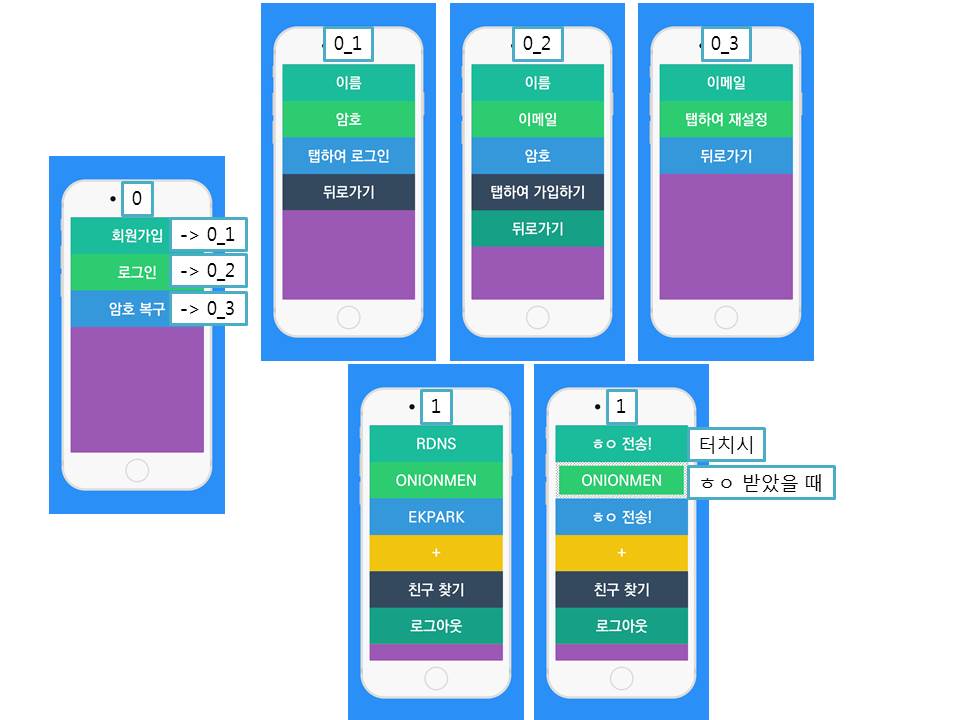 0
회원가입
-> 0_1
로그인
-> 0_2
암호 복구
-> 0_3
0_1
이름
암호
탭하여 로그인
뒤로가기
0_2
이름
이메일
암호
탭하여 가입하기
뒤로가기
0_3
이메일
탭하여 재설정
뒤로가기
1
RDNS
ONIONMEN
EKPARK
+
친구 찾기
로그아웃
1
ㅎㅇ 전송!
터치시
ONIONMEN
ㅎㅇ 받았을 때
ㅎㅇ 전송!
+
친구 찾기
로그아웃